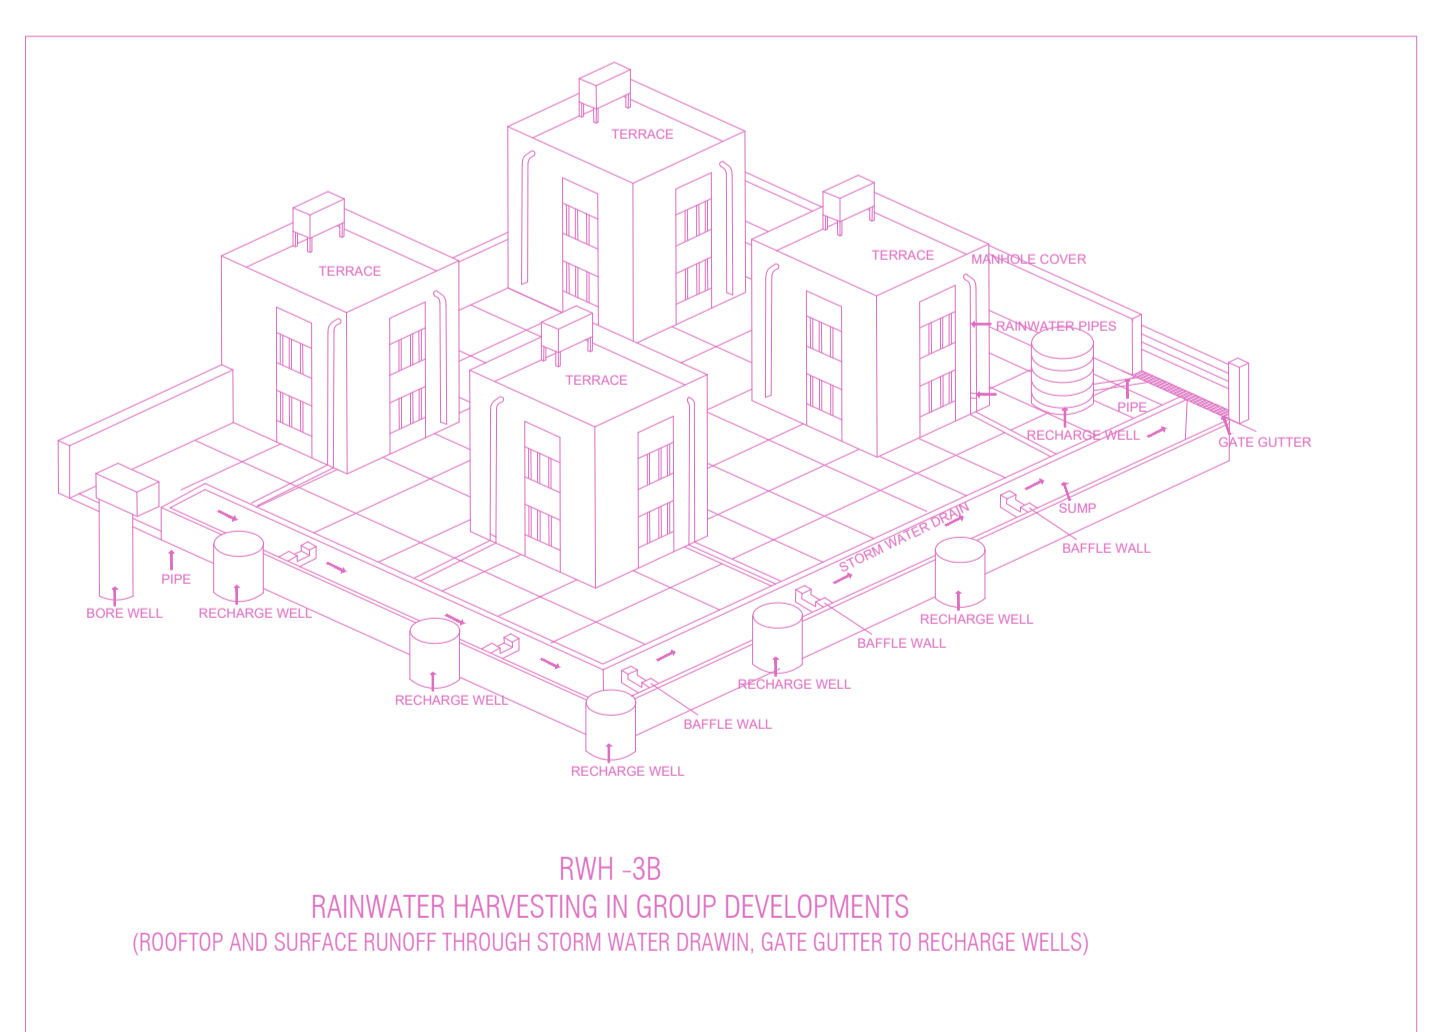 TERRACE
TERRACE
MANHOLE COVER
TERRACE
RAINWATER PIPES
TERRACE
PIPE
RECHARGE WELL
GATE GUTTER
SUMP
STORM WATER DRAIN
BAFFLE WALL
PIPE
BORE WELL
RECHARGE WELL
RECHARGE WELL
BAFFLE WALL
RECHARGE WELL
RECHARGE WELL
BAFFLE WALL
RECHARGE WELL
RWH -3B
RAINWATER HARVESTING IN GROUP DEVELOPMENTS
(ROOFTOP AND SURFACE RUNOFF THROUGH STORM WATER DRAWIN, GATE GUTTER TO RECHARGE WELLS)